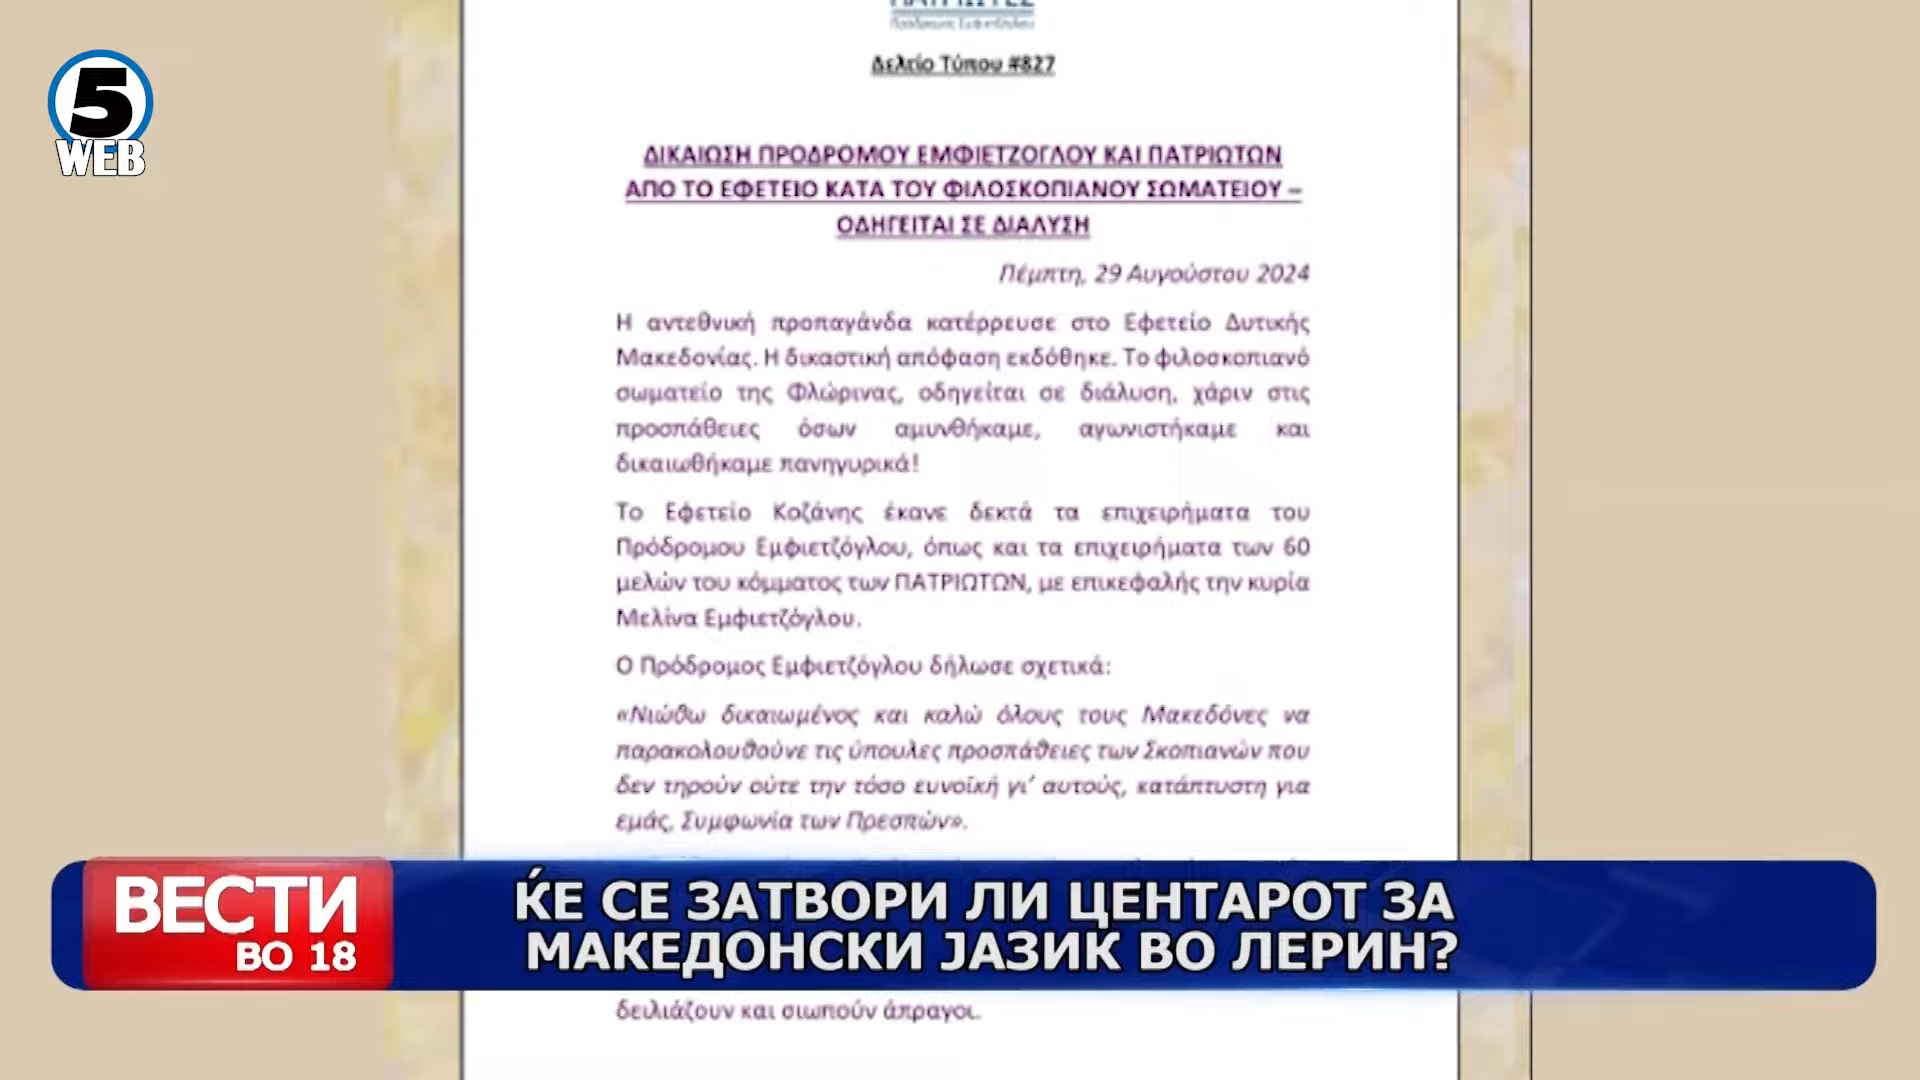 ΠΑΤΡΙΩΤΕΣ
Πρόδρομος Εμφιετζόγλου
Δελτίο Τύπου #827
5
WEB
ΔΙΚΑΙΩΣΗ ΠΡΟΔΡΟΜΟΥ ΕΜΦΙΕΤΖΟΓΛΟΥ ΚΑΙ ΠΑΤΡΙΩΤΩΝ
ΑΠΟ ΤΟ ΕΦΕΤΕΙΟ ΚΑΤΑ ΤΟΥ ΦΙΛΟΣΚΟΠΙΑΝΟΥ ΣΩΜΑΤΕΙΟΥ –
ΟΔΗΓΕΙΤΑΙ ΣΕ ΔΙΑΛΥΣΗ
Πέμπτη, 29 Αυγούστου 2024
Η αντεθνική προπαγάνδα κατέρρευσε στο Εφετείο Δυτικής
Μακεδονίας. Η δικαστική απόφαση εκδόθηκε. Το φιλοσκοπιανό
σωματείο της Φλώρινας, οδηγείται σε διάλυση, χάριν στις
προσπάθειες όσων αμυνθήκαμε, αγωνιστήκαμε και
δικαιωθήκαμε πανηγυρικά!
Το Εφετείο Κοζάνης έκανε δεκτά τα επιχειρήματα του
Πρόδρομου Εμφιετζόγλου, όπως και τα επιχειρήματα των 60
μελών του κόμματος των ΠΑΤΡΙΩΤΩΝ, με επικεφαλής την κυρία
Μελίνα Εμφιετζόγλου.
Ο Πρόδρομος Εμφιετζόγλου δήλωσε σχετικά:
«Νιώθω δικαιωμένος και καλώ όλους τους Μακεδόνες να
παρακολουθούνε τις ύπουλες προσπάθειες των Σκοπιανών που
δεν τηρούν ούτε την τόσο ευνοϊκή γι’ αυτούς, κατάπτυστη για
εμάς, Συμφωνία των Πρεσπών».
ВЕСТИ
ВО 18
ЌЕ СЕ ЗАТВОРИ ЛИ ЦЕНТАРОТ ЗА
МАКЕДОНСКИ ЈАЗИК ВО ЛЕРИН?
δειλιάζουν και σιωπούν άπραγοι.